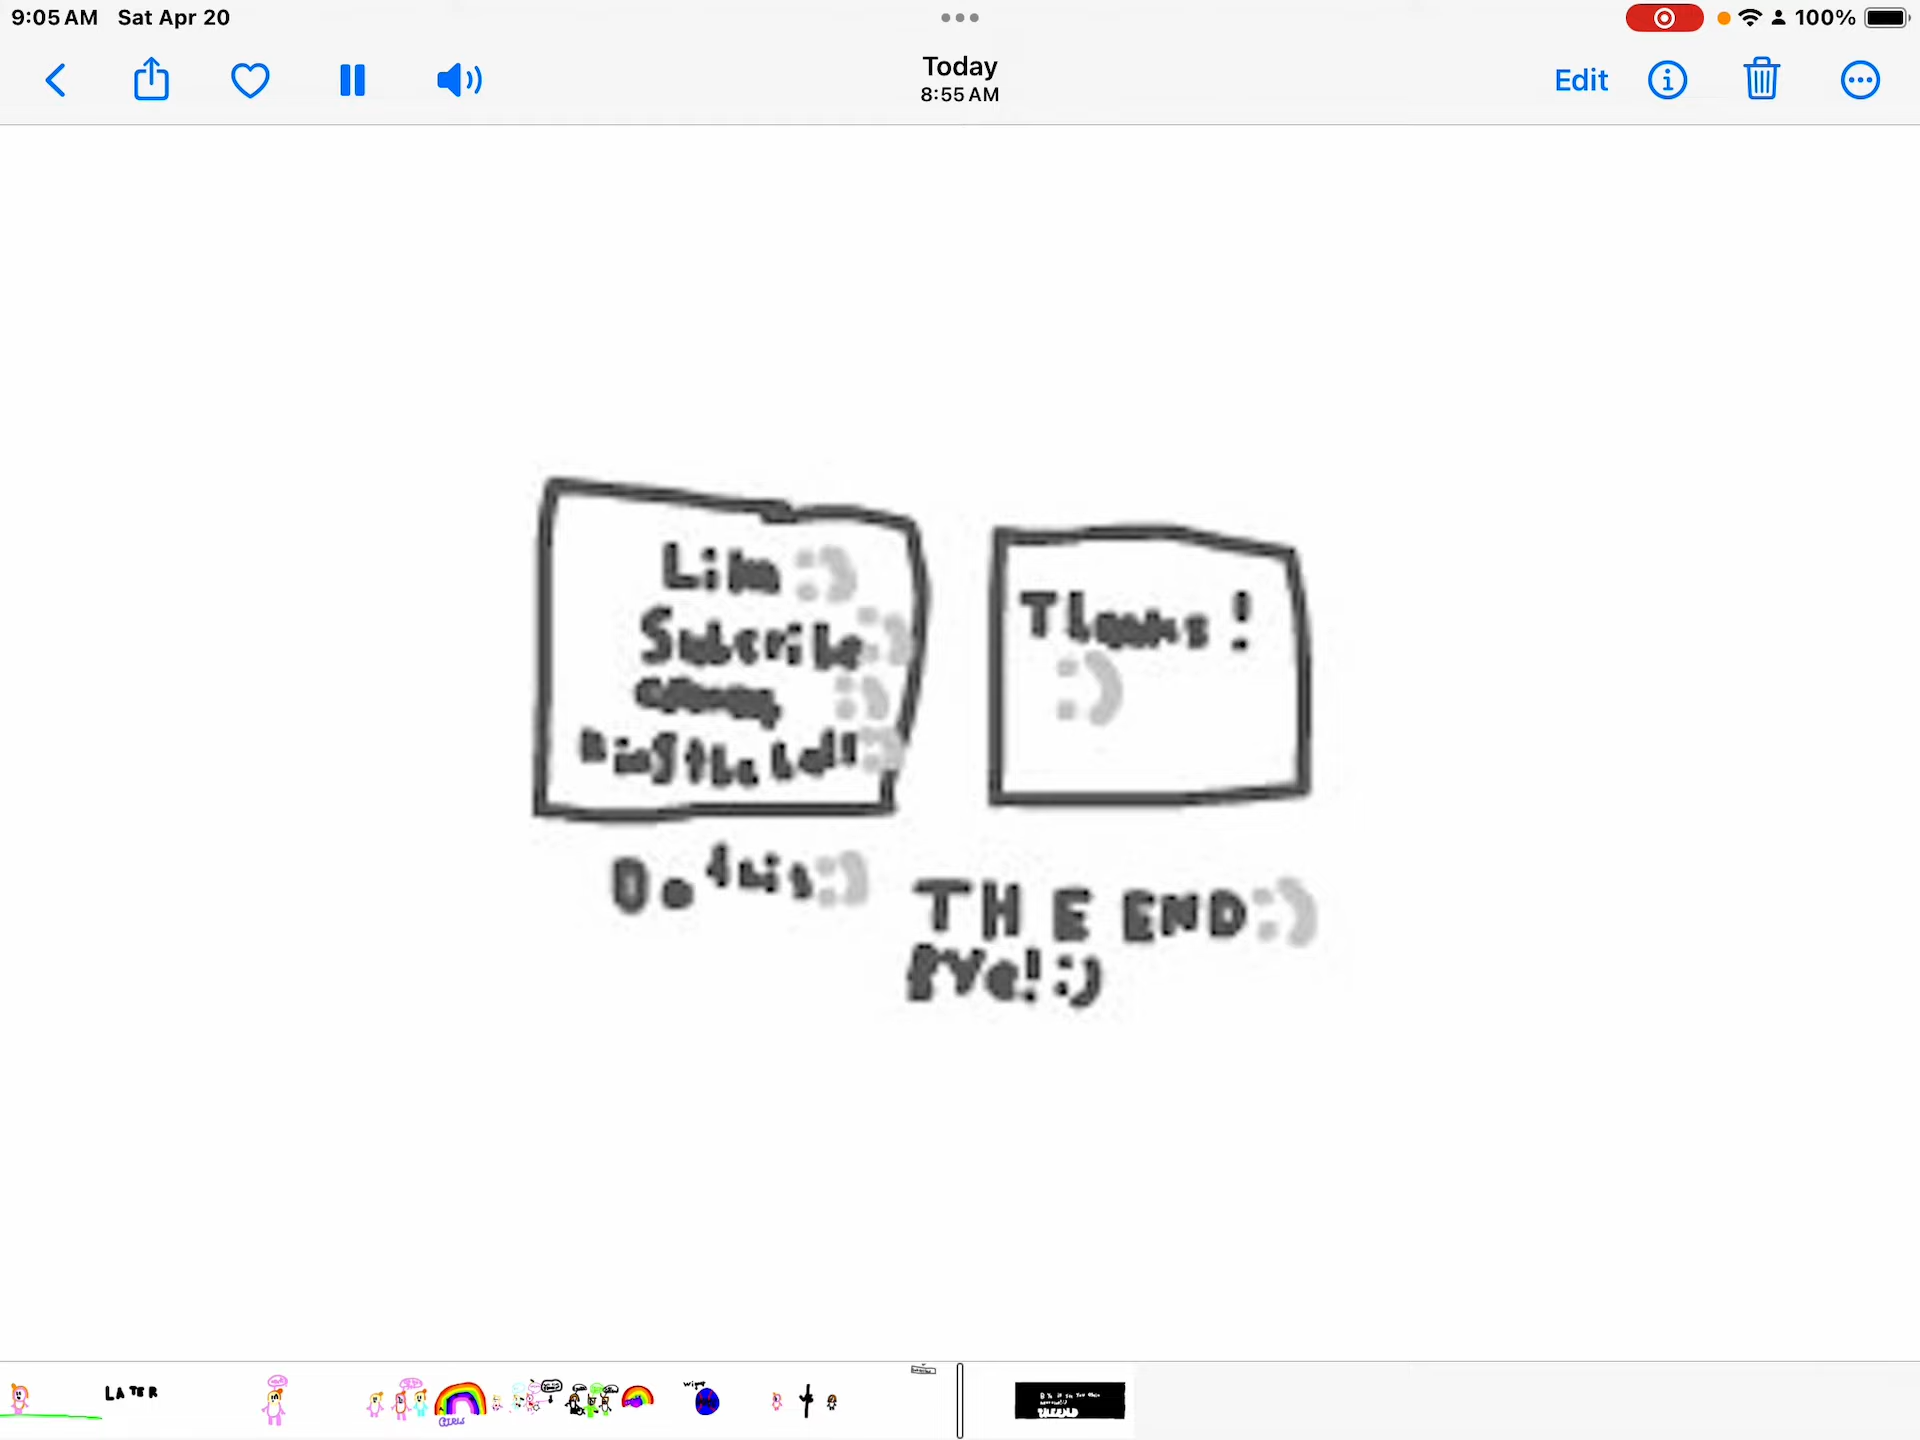 9:05 AM Sat Apr 20
100%
Today
8:55 AM
Edit
:)
Subcribe :)
:)
Ring the bell! :)
Thanks !
:)
Do this :)
THE END :)
Bye! :)
LATER
GIRLS